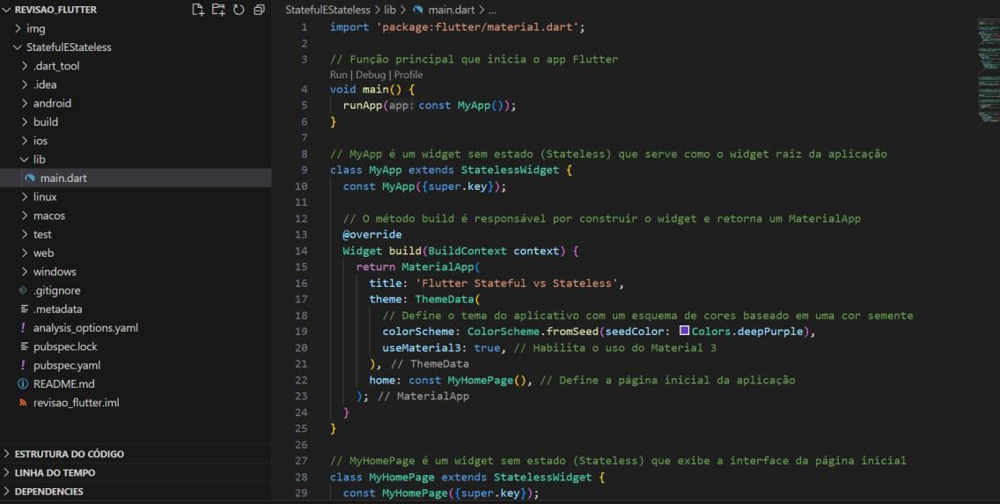 REVISAO_FLUTTER
img
StatefulEStateless
.dart_tool
.idea
android
build
ios
lib
main.dart
linux
macos
test
web
windows
.gitignore
.metadata
analysis_options.yaml
pubspec.lock
pubspec.yaml
README.md
revisao_flutter.iml
ESTRUTURA DO CÓDIGO
LINHA DO TEMPO
DEPENDENCIES
StatefulEStateless > lib > main.dart > ...
1 import 'package:flutter/material.dart';
2
3 // Função principal que inicia o app Flutter
Run | Debug | Profile
4 void main() {
5 runApp(app: const MyApp());
6 }
7
8 // MyApp é um widget sem estado (Stateless) que serve como o widget raiz da aplicação
9 class MyApp extends StatelessWidget {
10 const MyApp({super.key});
11
12 // O método build é responsável por construir o widget e retorna um MaterialApp
13 @override
14 Widget build(BuildContext context) {
15 return MaterialApp(
16 title: 'Flutter Stateful vs Stateless',
17 theme: ThemeData(
18 // Define o tema do aplicativo com um esquema de cores baseado em uma cor semente
19 colorScheme: ColorScheme.fromSeed(seedColor: Colors.deepPurple),
20 useMaterial3: true, // Habilita o uso do Material 3
21 ), // ThemeData
22 home: const MyHomePage(), // Define a página inicial da aplicação
23 ); // MaterialApp
24 }
25 }
26
27 // MyHomePage é um widget sem estado (Stateless) que exibe a interface da página inicial
28 class MyHomePage extends StatelessWidget {
29 const MyHomePage({super.key});